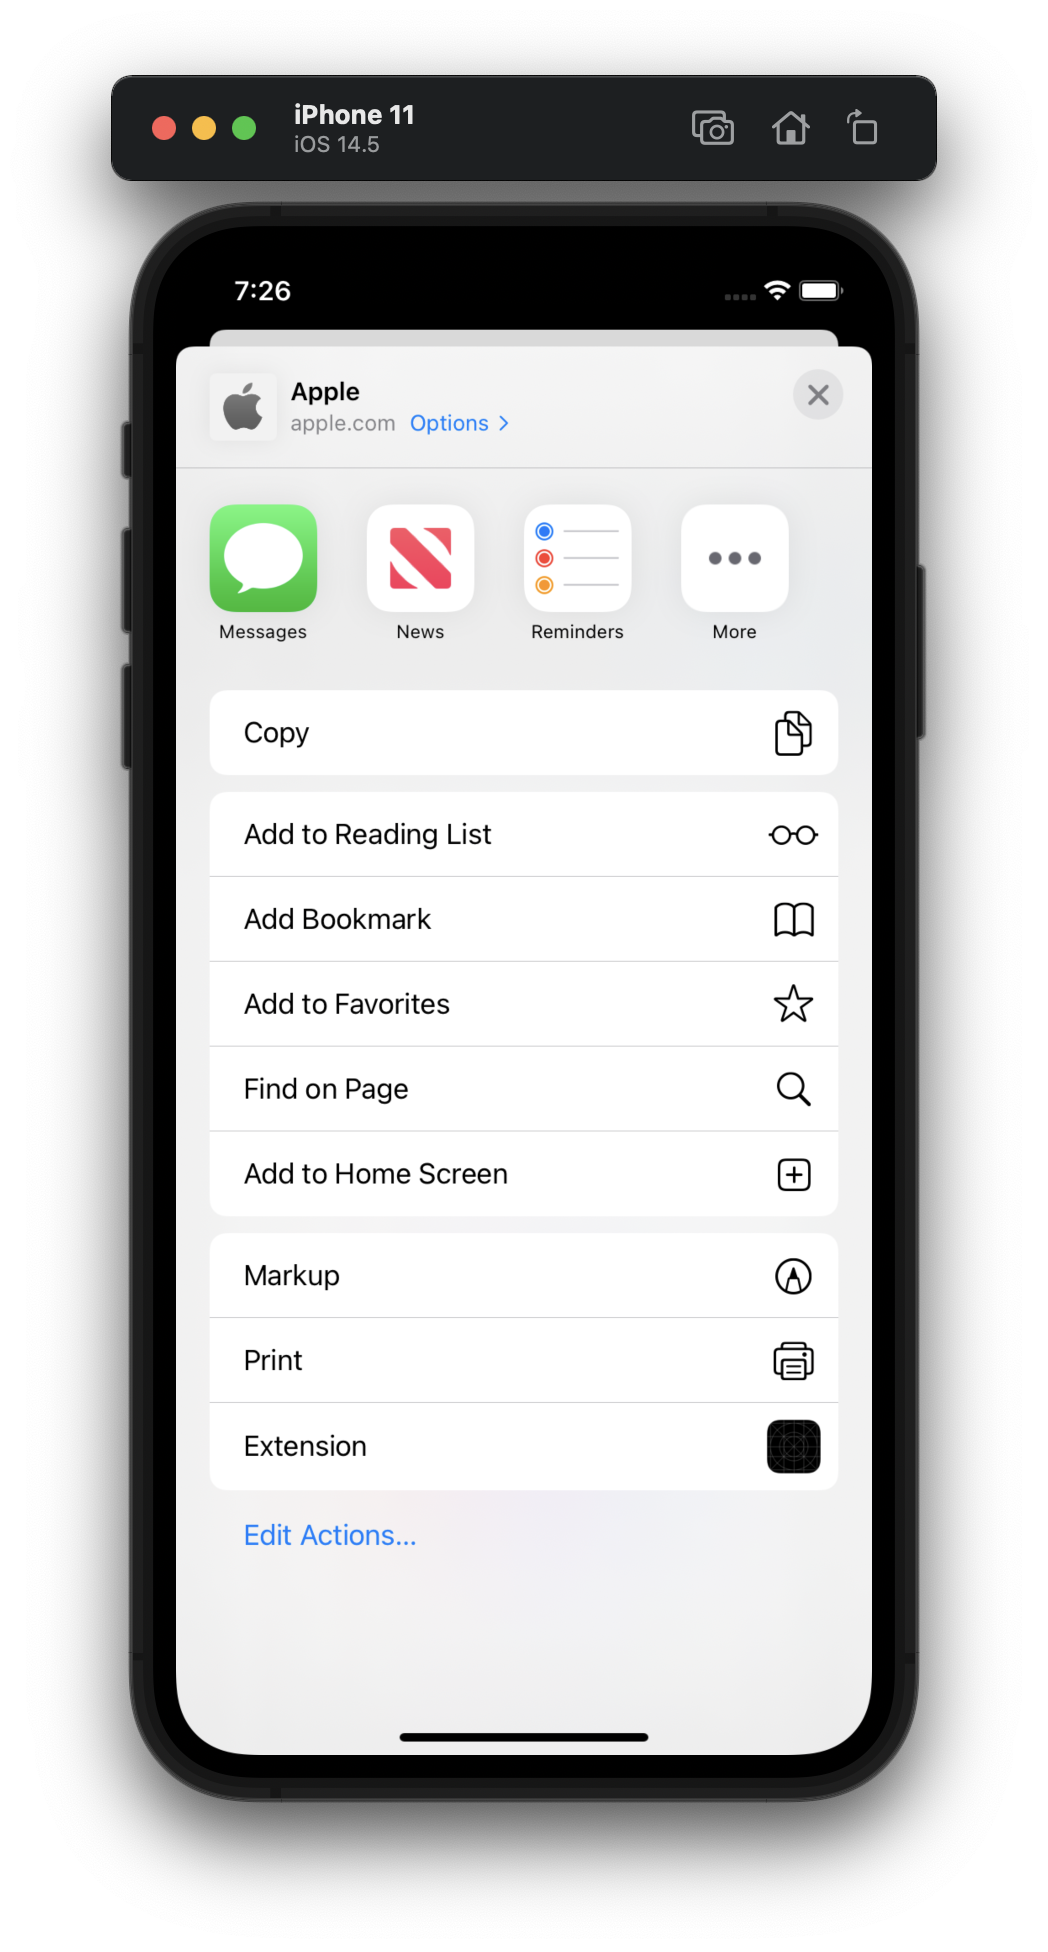 iPhone 11
iOS 14.5
7:26
Apple
apple.com Options >
Messages News Reminders More
Copy
Add to Reading List
Add Bookmark
Add to Favorites
Find on Page
Add to Home Screen
Markup
Print
Extension
Edit Actions...